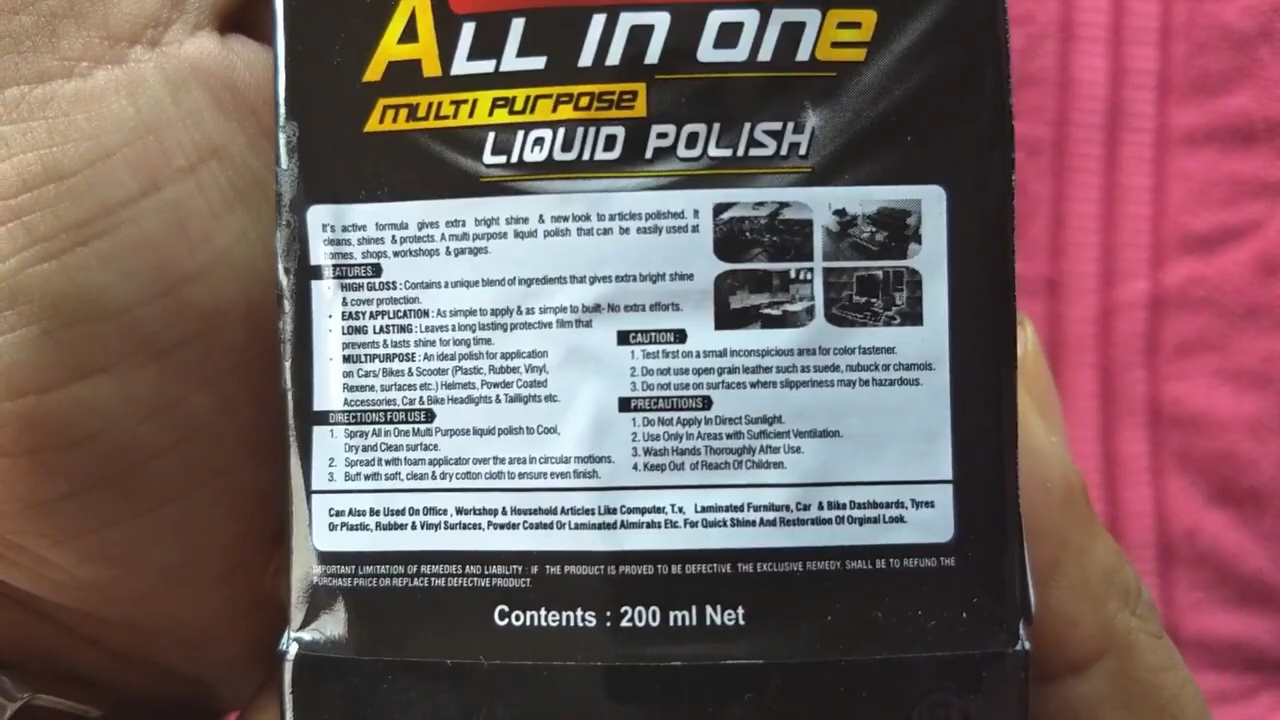 ALL IN ONE
MULTI PURPOSE
LIQUID POLISH
It's active formula gives extra bright shine & new look to articles polished. It
cleans, shines & protects. A multi purpose liquid polish that can be easily used at
homes, shops, workshops & garages.
FEATURES:
• HIGH GLOSS : Contains a unique blend of ingredients that gives extra bright shine
& cover protection.
• EASY APPLICATION : As simple to apply & as simple to built- No extra efforts.
• LONG LASTING : Leaves a long lasting protective film that
prevents & lasts shine for long time.
• MULTIPURPOSE : An ideal polish for application
on Cars/ Bikes & Scooter (Plastic, Rubber, Vinyl,
Rexene, surfaces etc.) Helmets, Powder Coated
Accessories, Car & Bike Headlights & Taillights etc.
DIRECTIONS FOR USE :
1. Spray All in One Multi Purpose liquid polish to Cool,
Dry and Clean surface.
2. Spread it with foam applicator over the area in circular motions.
3. Buff with soft, clean & dry cotton cloth to ensure even finish.
CAUTION :
1. Test first on a small inconspicious area for color fastener.
2. Do not use open grain leather such as suede, nubuck or chamois.
3. Do not use on surfaces where slipperiness may be hazardous.
PRECAUTIONS :
1. Do Not Apply In Direct Sunlight.
2. Use Only In Areas with Sufficient Ventilation.
3. Wash Hands Thoroughly After Use.
4. Keep Out of Reach Of Children.
Can Also Be Used On Office , Workshop & Household Articles Like Computer, T.v, Laminated Furniture, Car & Bike Dashboards, Tyres
Or Plastic, Rubber & Vinyl Surfaces, Powder Coated Or Laminated Almirahs Etc. For Quick Shine And Restoration Of Orginal Look.
IMPORTANT LIMITATION OF REMEDIES AND LIABILITY : IF THE PRODUCT IS PROVED TO BE DEFECTIVE. THE EXCLUSIVE REMEDY, SHALL BE TO REFUND THE
PURCHASE PRICE OR REPLACE THE DEFECTIVE PRODUCT.
Contents : 200 ml Net